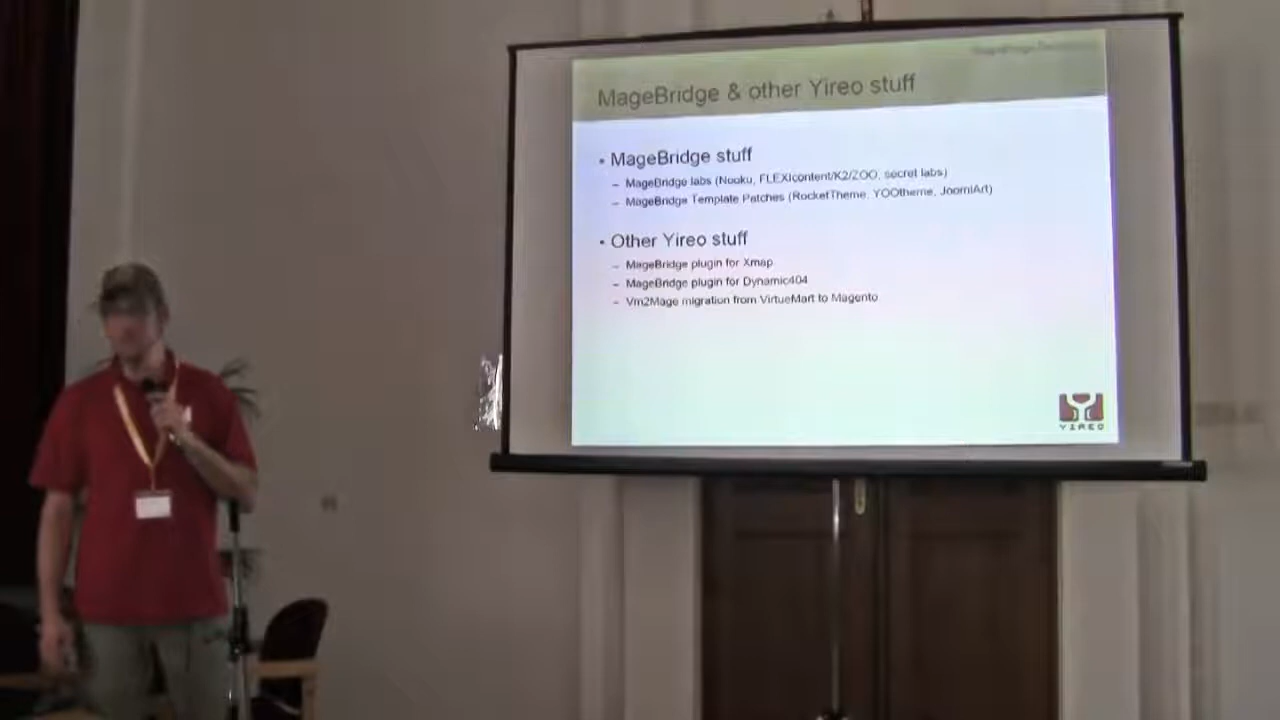 MageBridge & other Yireo stuff
• MageBridge stuff
– MageBridge labs (Nooku, FLEXIcontent/K2/ZOO, secret labs)
– MageBridge Template Patches (RocketTheme, YOOtheme, JoomlArt)
• Other Yireo stuff
– MageBridge plugin for Xmap
– MageBridge plugin for Dynamic404
– Vm2Mage migration from VirtueMart to Magento
YIREO